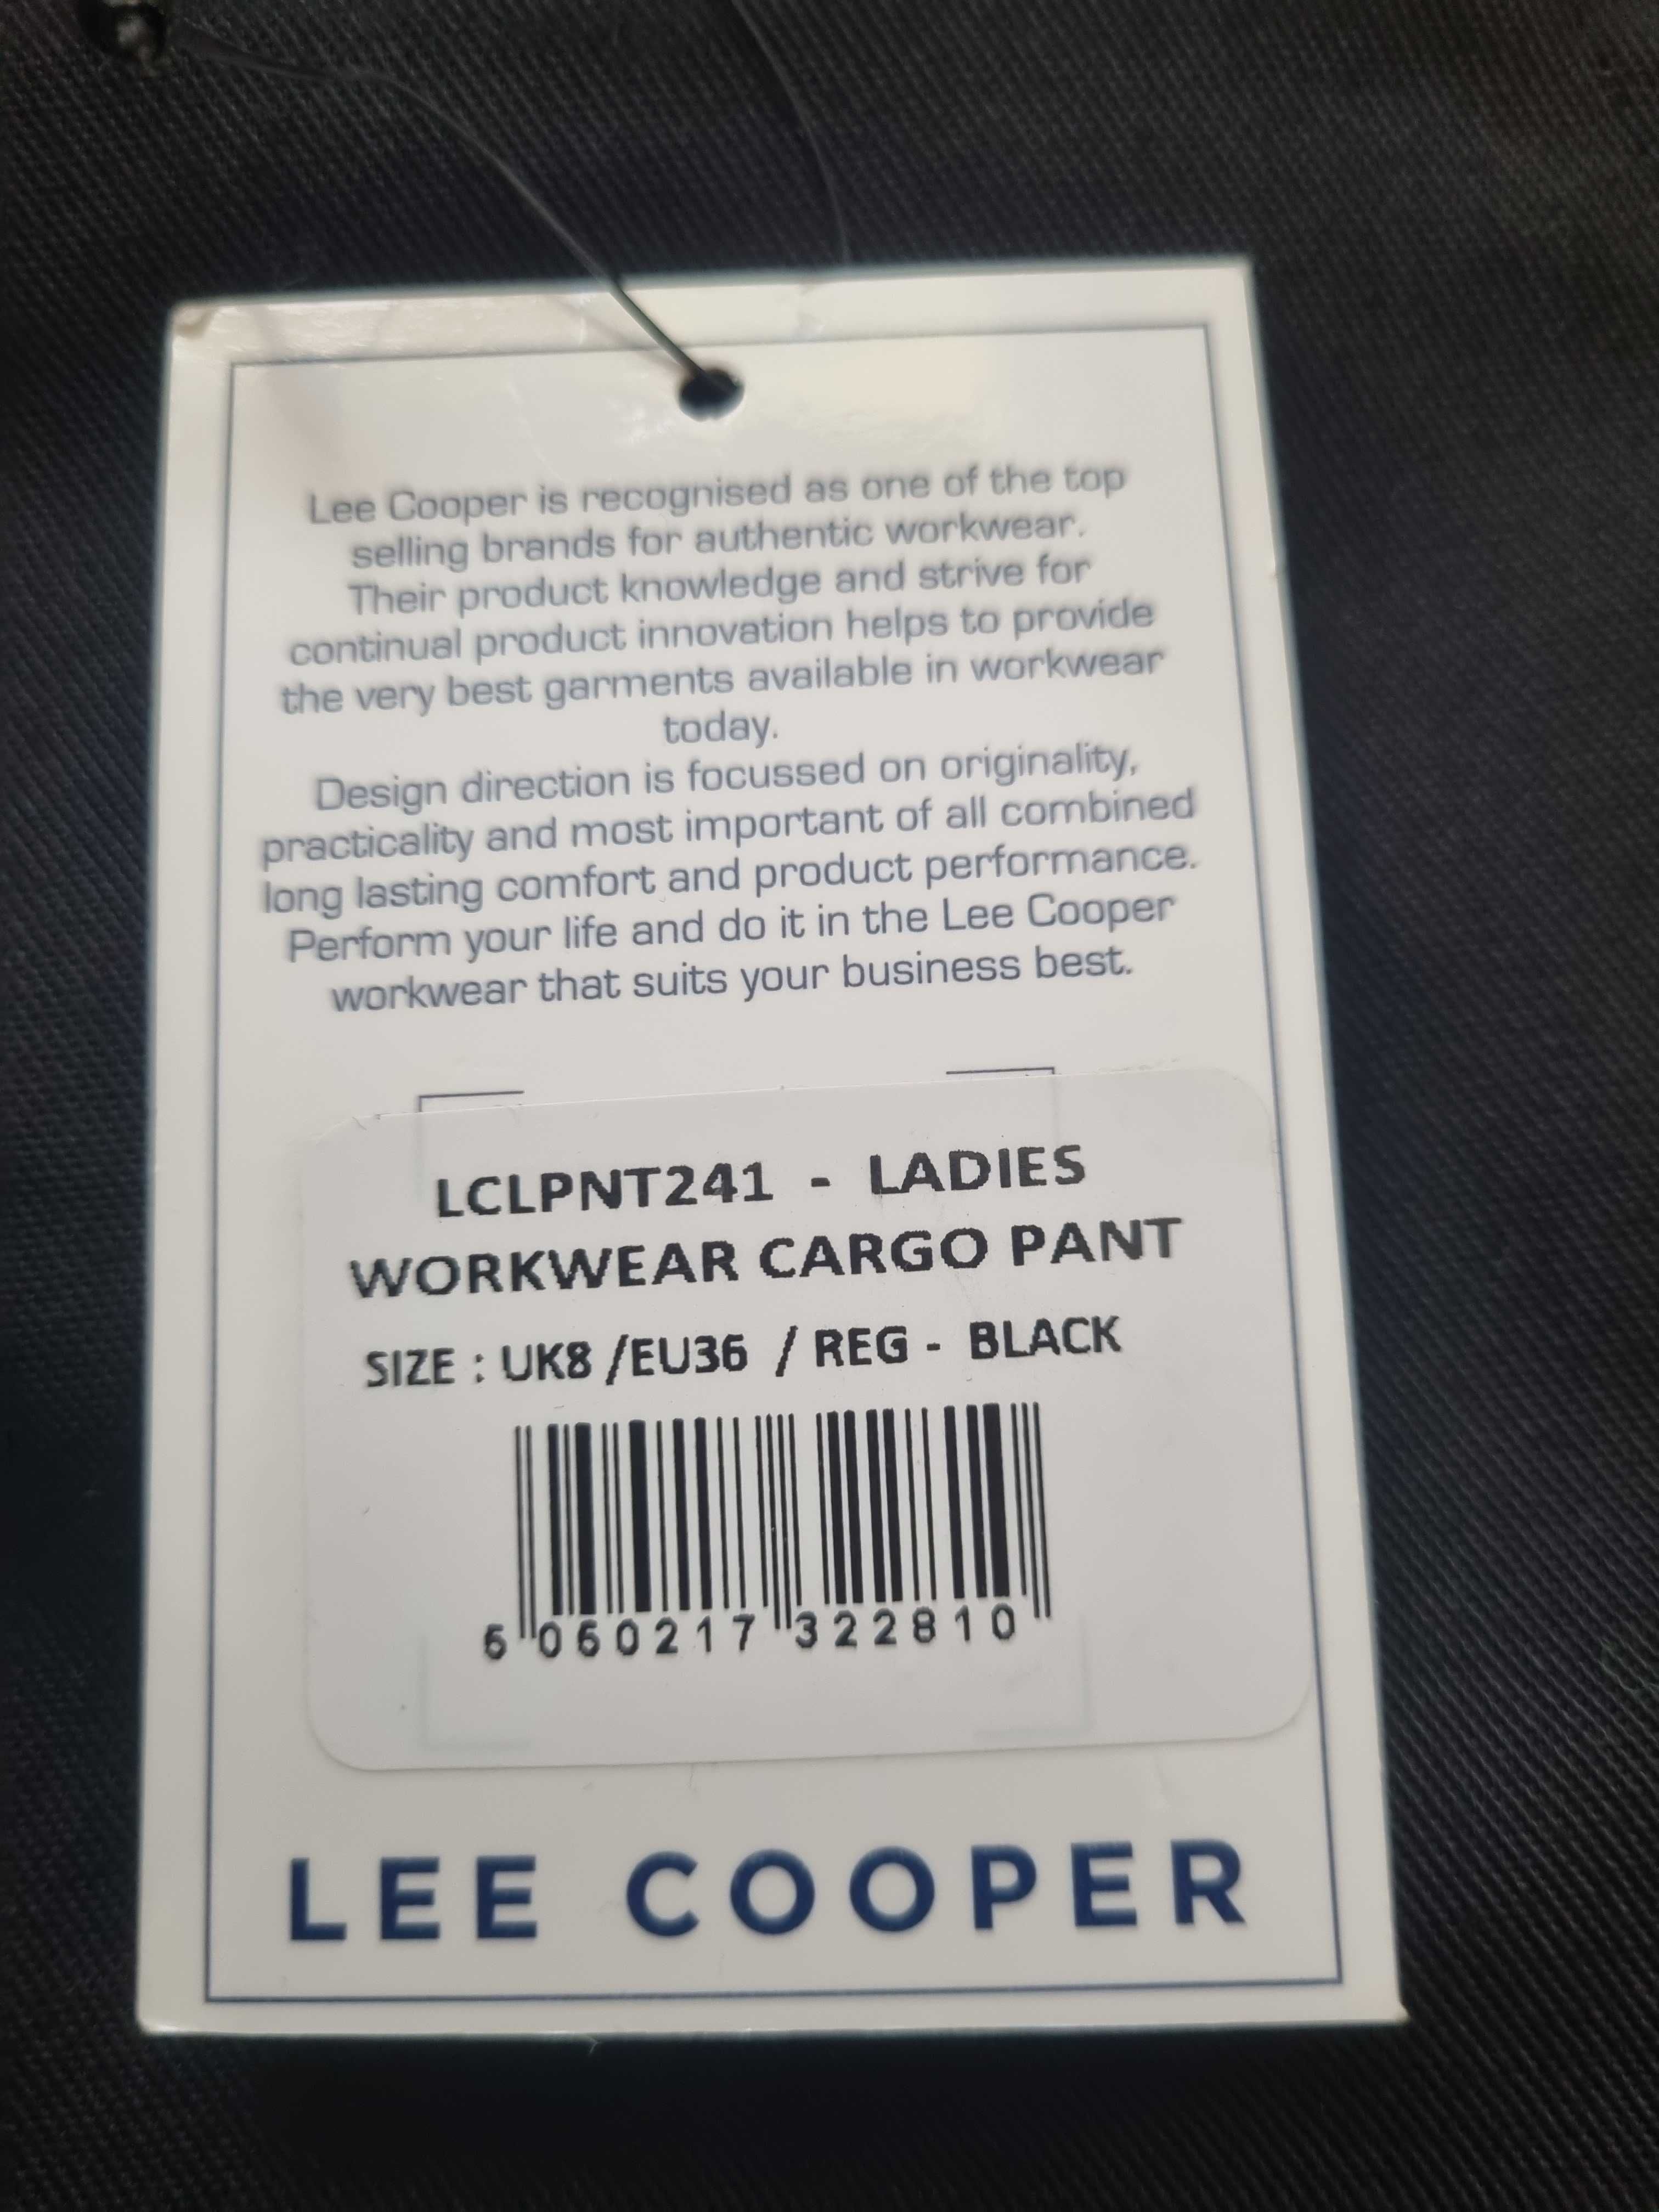 Lee Cooper is recognised as one of the top
selling brands for authentic workwear.
Their product knowledge and strive for
continual product innovation helps to provide
the very best garments available in workwear
today.
Design direction is focussed on originality,
practicality and most important of all combined
long lasting comfort and product performance.
Perform your life and do it in the Lee Cooper
workwear that suits your business best.
LCLPNT241 - LADIES
WORKWEAR CARGO PANT
SIZE : UK8 /EU36 / REG - BLACK
5 050217 322810
LEE COOPER